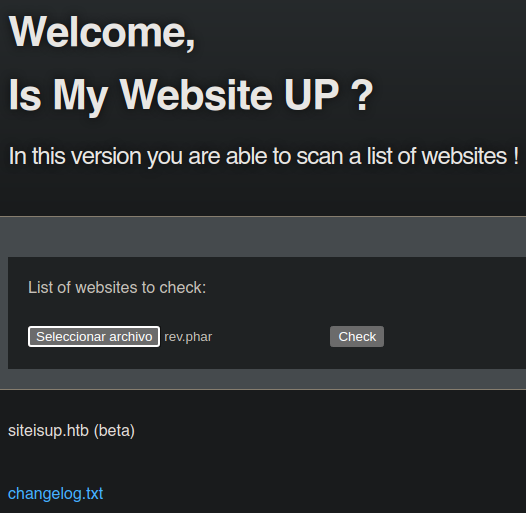 Welcome,
Is My Website UP ?
In this version you are able to scan a list of websites !
List of websites to check:
Seleccionar archivo rev.phar Check
siteisup.htb (beta)
changelog.txt